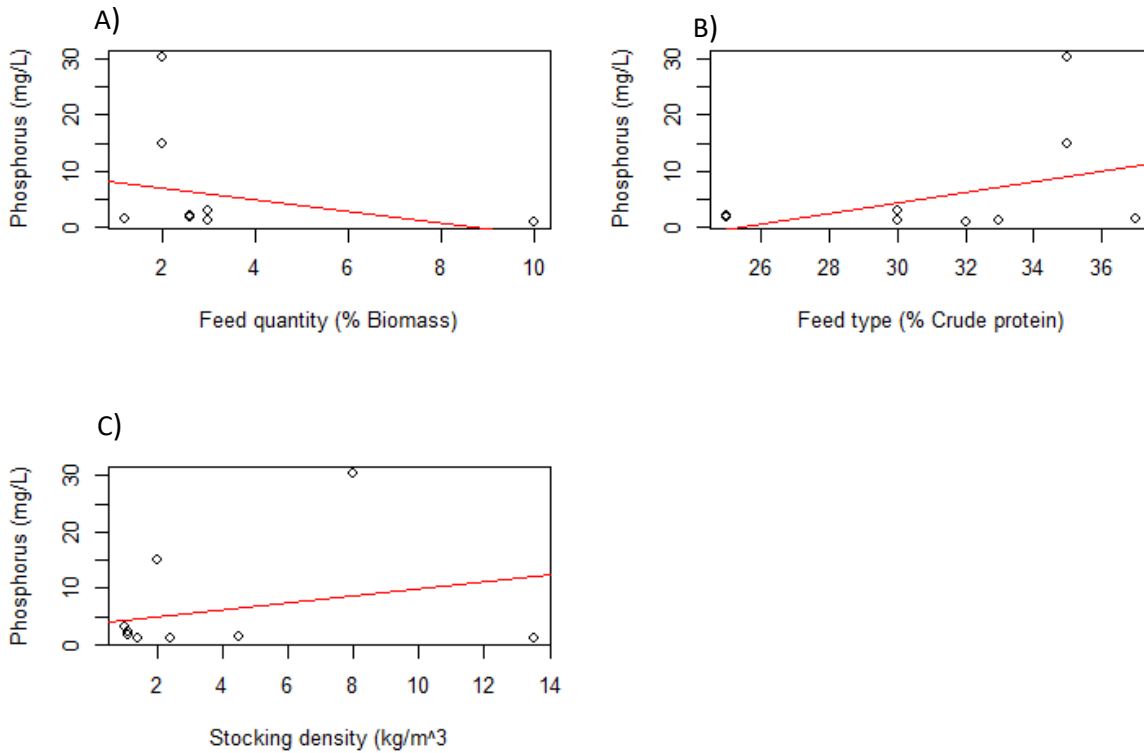 A)
Phosphorus (mg/L)
0 10 20 30
2 4 6 8 10
Feed quantity (% Biomass)
B)
Phosphorus (mg/L)
0 10 20 30
26 28 30 32 34 36
Feed type (% Crude protein)
C)
Phosphorus (mg/L)
0 10 20 30
2 4 6 8 10 12 14
Stocking density (kg/m^3